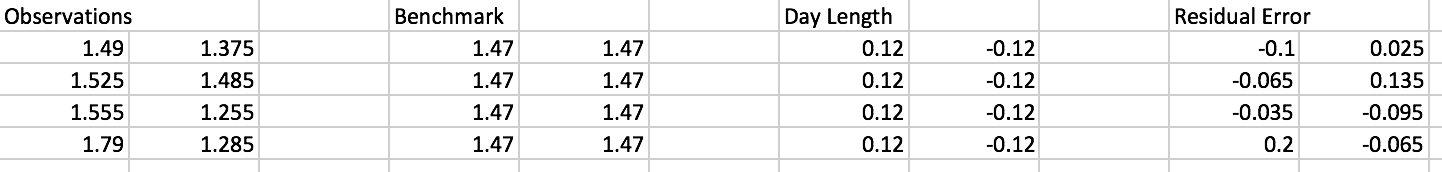 Observations Benchmark Day Length Residual Error
1.49 1.375 1.47 1.47 0.12 -0.12 -0.1 0.025
1.525 1.485 1.47 1.47 0.12 -0.12 -0.065 0.135
1.555 1.255 1.47 1.47 0.12 -0.12 -0.035 -0.095
1.79 1.285 1.47 1.47 0.12 -0.12 0.2 -0.065